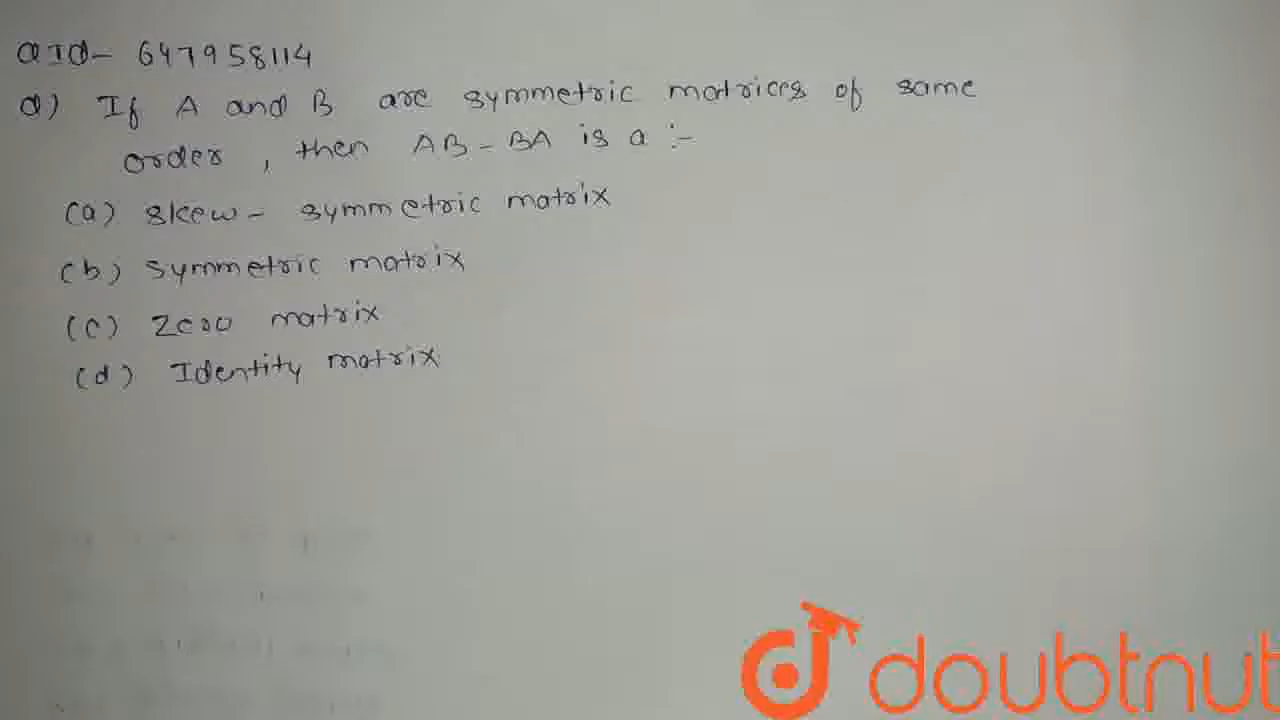 QId- 647958114
Q) If A and B are symmetric matrices of same
order, then AB-BA is a :-
(a) skew- symmetric matrix
(b) symmetric matrix
(c) Zero matrix
(d) Identity matrix
doubtnut